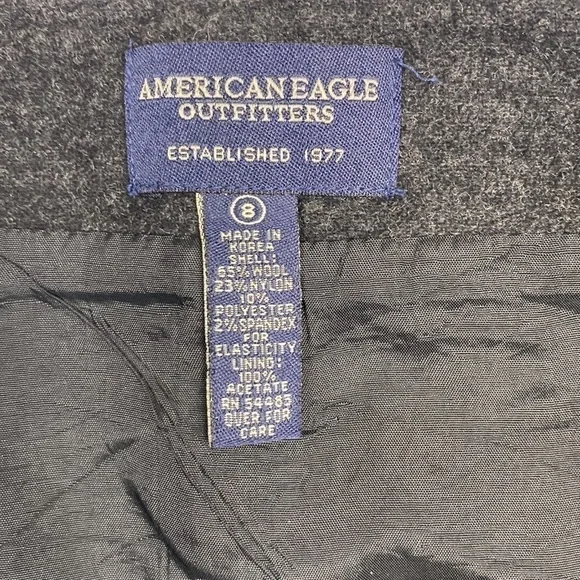 AMERICAN EAGLE
OUTFITTERS
ESTABLISHED 1977
8
MADE IN
KOREA
SHELL:
65% WOOL
23% NYLON
10%
POLYESTER
2% SPANDEX
FOR
ELASTICITY
LINING:
100%
ACETATE
RN 54485
OVER FOR
CARE